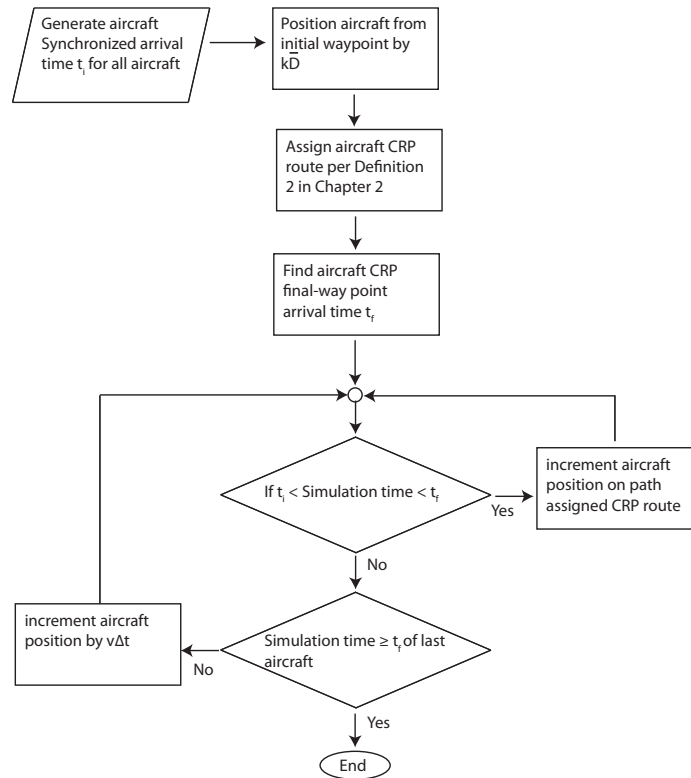 Generate aircraft
Synchronized arrival
time tᵢ for all aircraft
Position aircraft from
initial waypoint by
kD̅
Assign aircraft CRP
route per Definition
2 in Chapter 2
Find aircraft CRP
final-way point
arrival time t_f
If tᵢ < Simulation time < t_f
Yes
increment aircraft
position on path
assigned CRP route
No
Simulation time ≥ t_f of last
aircraft
No
increment aircraft
position by vΔt
Yes
End